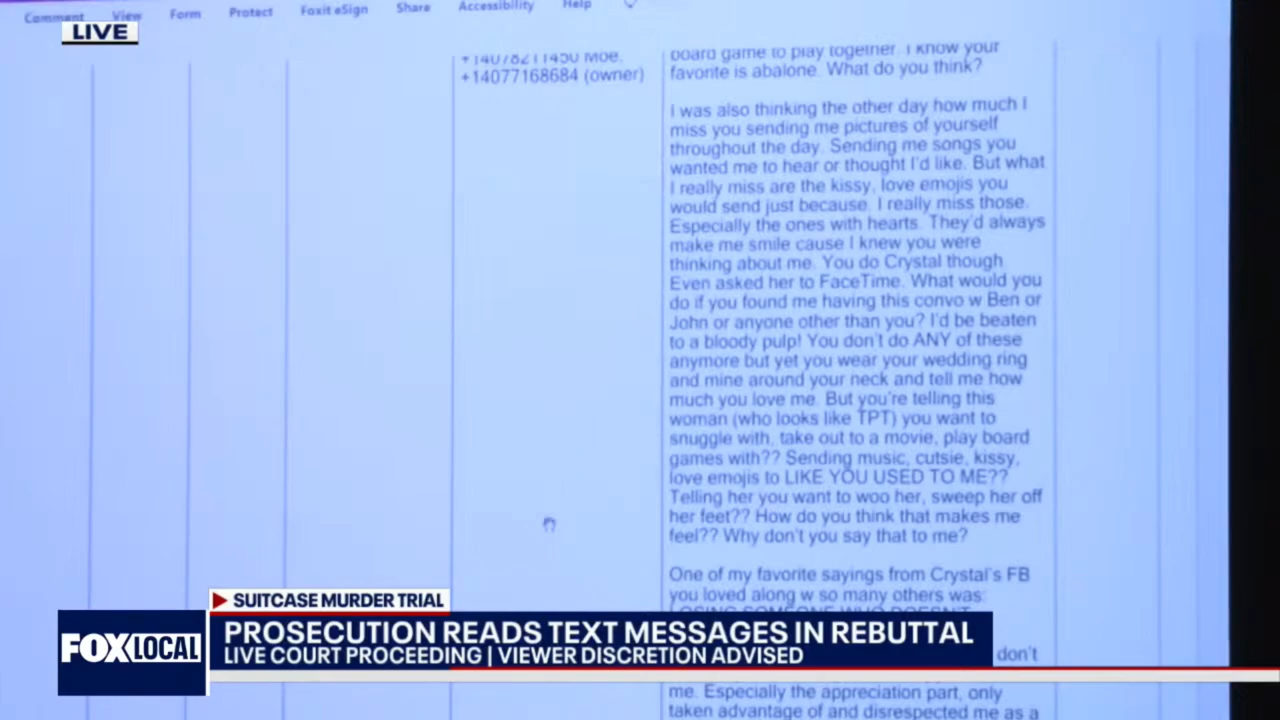 Comment View Form Protect Foxit eSign Share Accessibility Help
LIVE
+14078211450 Moe.
+14077168684 (owner)
board game to play together. I know your
favorite is abalone. What do you think?
I was also thinking the other day how much I
miss you sending me pictures of yourself
throughout the day. Sending me songs you
wanted me to hear or thought I'd like. But what
I really miss are the kissy, love emojis you
would send just because. I really miss those.
Especially the ones with hearts. They'd always
make me smile cause I knew you were
thinking about me. You do Crystal though
Even asked her to FaceTime. What would you
do if you found me having this convo w Ben or
John or anyone other than you? I'd be beaten
to a bloody pulp! You don't do ANY of these
anymore but yet you wear your wedding ring
and mine around your neck and tell me how
much you love me. But you're telling this
woman (who looks like TPT) you want to
snuggle with, take out to a movie, play board
games with?? Sending music, cutsie, kissy,
love emojis to LIKE YOU USED TO ME??
Telling her you want to woo her, sweep her off
her feet?? How do you think that makes me
feel?? Why don't you say that to me?
One of my favorite sayings from Crystal's FB
you loved along w so many others was:
LOSING SOMEONE WHO DOESN'T
don't
me. Especially the appreciation part, only
taken advantage of and disrespected me as a
SUITCASE MURDER TRIAL
FOX LOCAL
PROSECUTION READS TEXT MESSAGES IN REBUTTAL
LIVE COURT PROCEEDING | VIEWER DISCRETION ADVISED